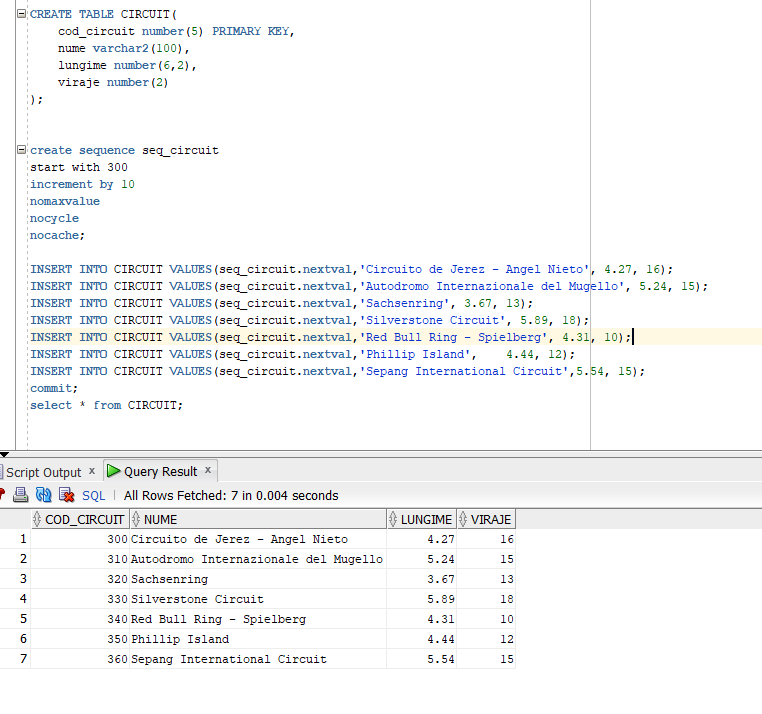 CREATE TABLE CIRCUIT(
cod_circuit number(5) PRIMARY KEY,
nume varchar2(100),
lungime number(6,2),
viraje number(2)
);
create sequence seq_circuit
start with 300
increment by 10
nomaxvalue
nocycle
nocache;
INSERT INTO CIRCUIT VALUES(seq_circuit.nextval,'Circuito de Jerez - Angel Nieto', 4.27, 16);
INSERT INTO CIRCUIT VALUES(seq_circuit.nextval,'Autodromo Internazionale del Mugello', 5.24, 15);
INSERT INTO CIRCUIT VALUES(seq_circuit.nextval,'Sachsenring', 3.67, 13);
INSERT INTO CIRCUIT VALUES(seq_circuit.nextval,'Silverstone Circuit', 5.89, 18);
INSERT INTO CIRCUIT VALUES(seq_circuit.nextval,'Red Bull Ring - Spielberg', 4.31, 10);
INSERT INTO CIRCUIT VALUES(seq_circuit.nextval,'Phillip Island',    4.44, 12);
INSERT INTO CIRCUIT VALUES(seq_circuit.nextval,'Sepang International Circuit',5.54, 15);
commit;
select * from CIRCUIT;
Script Output x Query Result x
SQL | All Rows Fetched: 7 in 0.004 seconds
COD_CIRCUIT NUME LUNGIME VIRAJE
1 300 Circuito de Jerez - Angel Nieto 4.27 16
2 310 Autodromo Internazionale del Mugello 5.24 15
3 320 Sachsenring 3.67 13
4 330 Silverstone Circuit 5.89 18
5 340 Red Bull Ring - Spielberg 4.31 10
6 350 Phillip Island 4.44 12
7 360 Sepang International Circuit 5.54 15